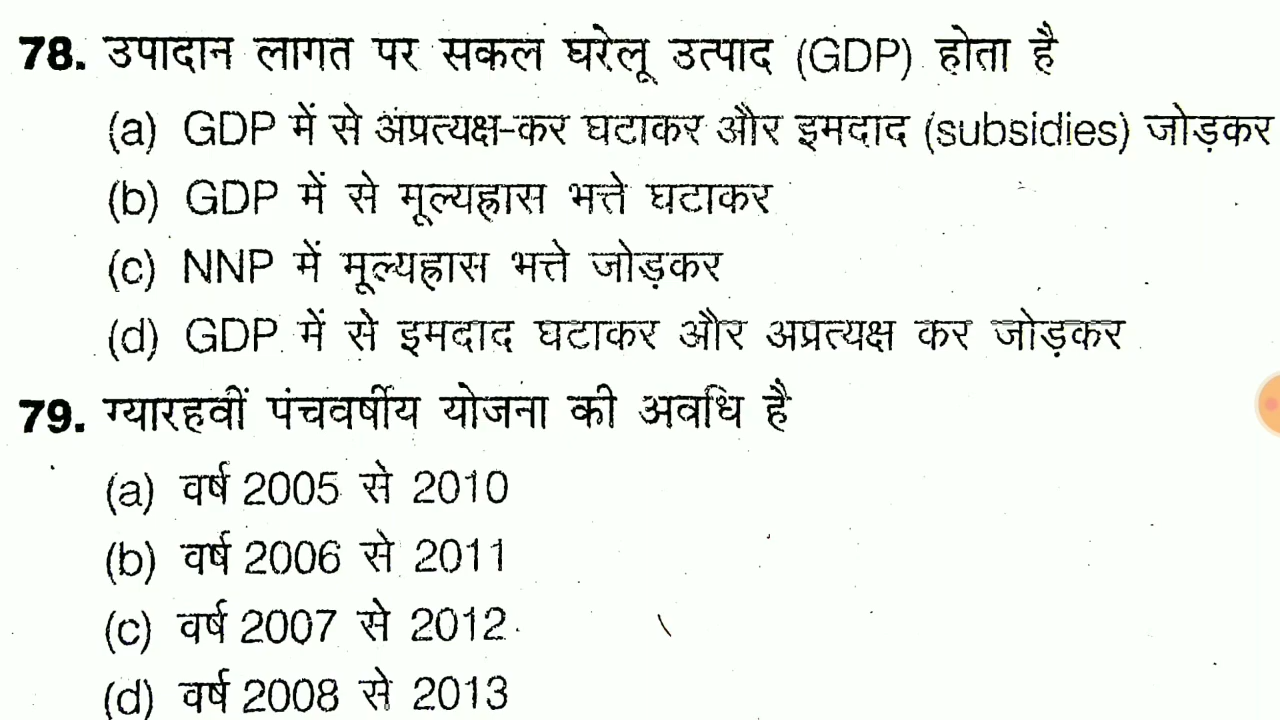 78. उपादान लागत पर सकल घरेलू उत्पाद (GDP) होता है
(a) GDP में से अप्रत्यक्ष-कर घटाकर और इमदाद (subsidies) जोड़कर
(b) GDP में से मूल्यह्रास भत्ते घटाकर
(c) NNP में मूल्यह्रास भत्ते जोड़कर
(d) GDP में से इमदाद घटाकर और अप्रत्यक्ष कर जोड़कर
79. ग्यारहवीं पंचवर्षीय योजना की अवधि है
(a) वर्ष 2005 से 2010
(b) वर्ष 2006 से 2011
(c) वर्ष 2007 से 2012
(d) वर्ष 2008 से 2013